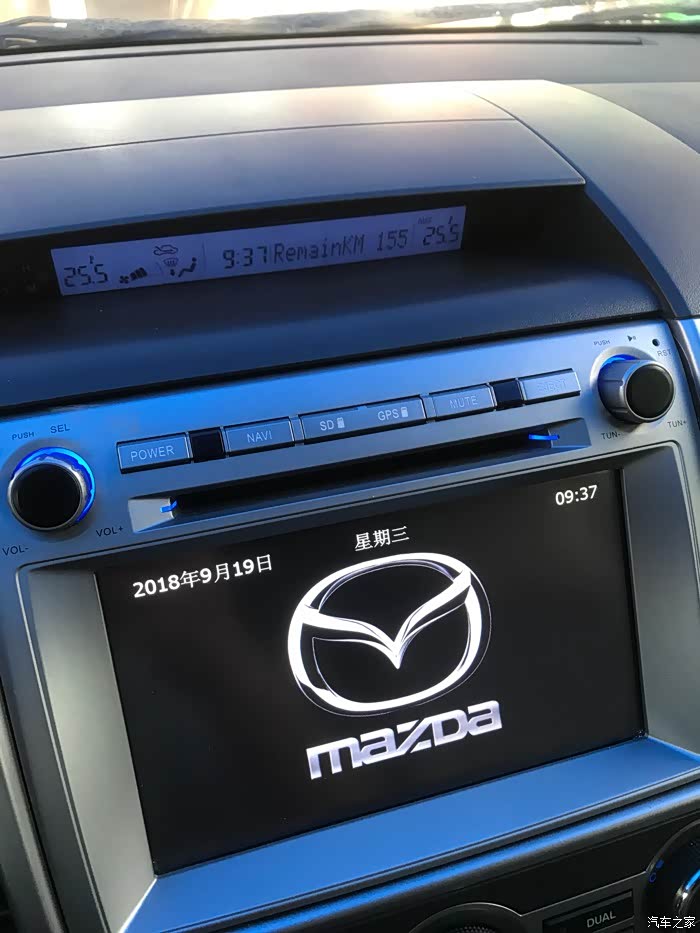 25.5 9:37 RemainKM 155 AMB 25.5
PUSH SEL
PUSH
RST
POWER NAVI SD GPS MUTE
VOL- VOL+
TUN- TUN+
2018年9月19日 星期三 09:37
mazda
DUAL
汽车之家